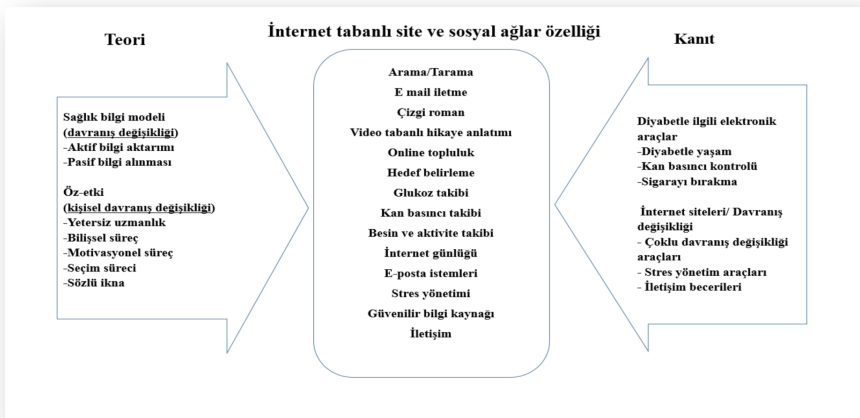 Teori
Sağlık bilgi modeli
(davranış değişikliği)
-Aktif bilgi aktarımı
-Pasif bilgi alınması
Öz-etki
(kişisel davranış değişikliği)
-Yetersiz uzmanlık
-Bilişsel süreç
-Motivasyonel süreç
-Seçim süreci
-Sözlü ikna
İnternet tabanlı site ve sosyal ağlar özelliği
Arama/Tarama
E mail iletme
Çizgi roman
Video tabanlı hikaye anlatımı
Online topluluk
Hedef belirleme
Glukoz takibi
Kan basıncı takibi
Besin ve aktivite takibi
İnternet günlüğü
E-posta istemleri
Stres yönetimi
Güvenilir bilgi kaynağı
İletişim
Kanıt
Diyabetle ilgili elektronik
araçlar
-Diyabetle yaşam
-Kan basıncı kontrolü
-Sigarayı bırakma
İnternet siteleri/ Davranış
değişikliği
- Çoklu davranış değişikliği
araçları
- Stres yönetim araçları
- İletişim becerileri